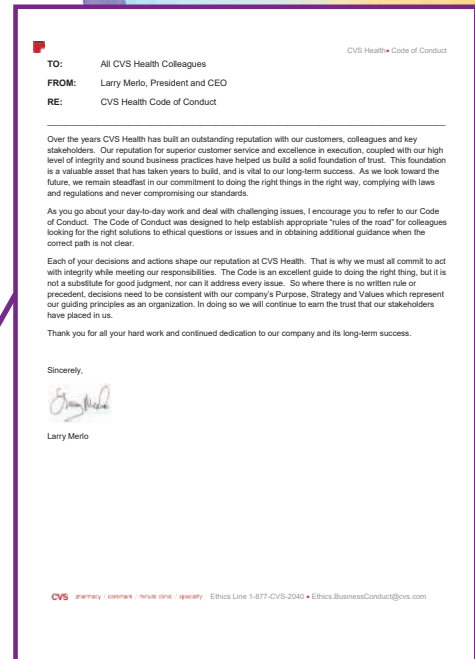 CVS Health• Code of Conduct
TO: All CVS Health Colleagues
FROM: Larry Merlo, President and CEO
RE: CVS Health Code of Conduct
Over the years CVS Health has built an outstanding reputation with our customers, colleagues and key
stakeholders. Our reputation for superior customer service and excellence in execution, coupled with our high
level of integrity and sound business practices have helped us build a solid foundation of trust. This foundation
is a valuable asset that has taken years to build, and is vital to our long-term success. As we look toward the
future, we remain steadfast in our commitment to doing the right things in the right way, complying with laws
and regulations and never compromising our standards.
As you go about your day-to-day work and deal with challenging issues, I encourage you to refer to our Code
of Conduct. The Code of Conduct was designed to help establish appropriate “rules of the road” for colleagues
looking for the right solutions to ethical questions or issues and in obtaining additional guidance when the
correct path is not clear.
Each of your decisions and actions shape our reputation at CVS Health. That is why we must all commit to act
with integrity while meeting our responsibilities. The Code is an excellent guide to doing the right thing, but it is
not a substitute for good judgment, nor can it address every issue. So where there is no written rule or
precedent, decisions need to be consistent with our company’s Purpose, Strategy and Values which represent
our guiding principles as an organization. In doing so we will continue to earn the trust that our stakeholders
have placed in us.
Thank you for all your hard work and continued dedication to our company and its long-term success.
Sincerely,
Larry Merlo
Larry Merlo
CVS pharmacy / caremark / minute clinic / specialty Ethics Line 1-877-CVS-2040 • Ethics.BusinessConduct@cvs.com